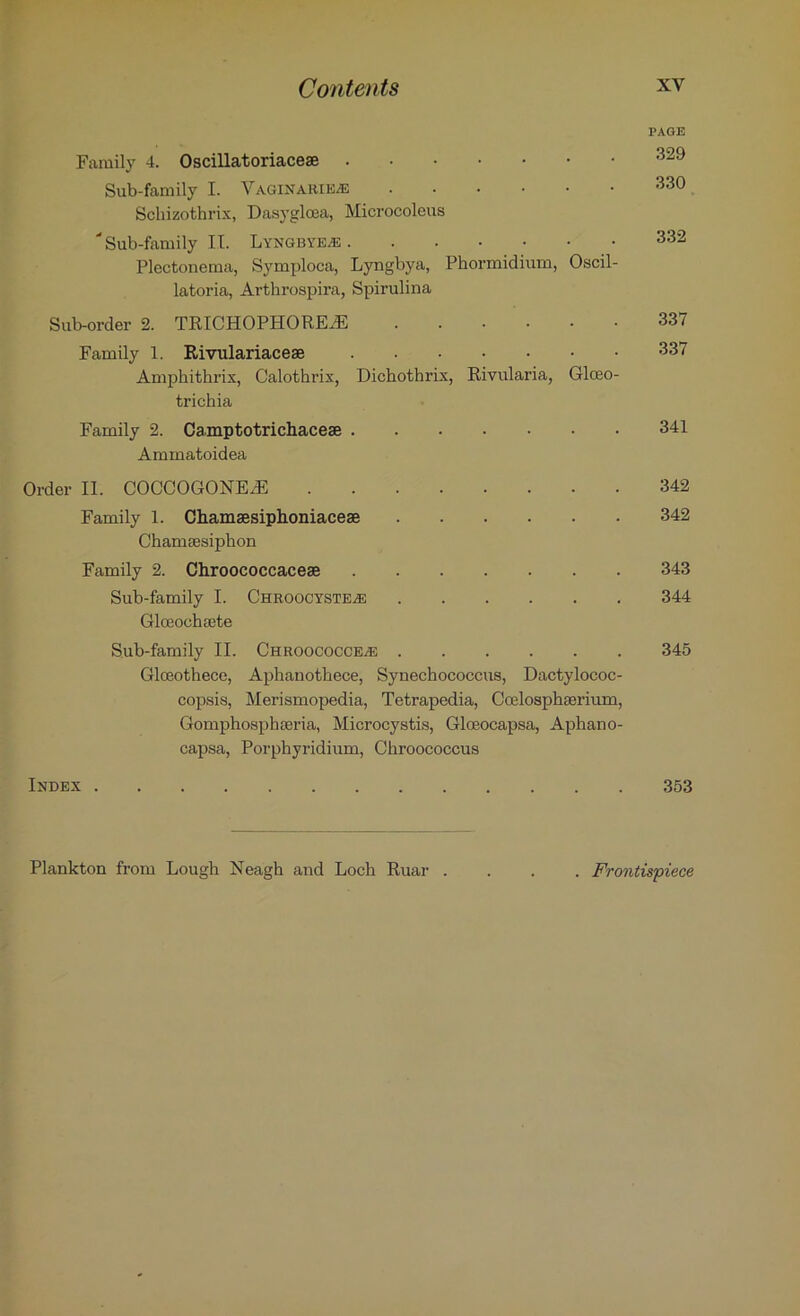 Contents XV
PAGE
Family 4. Oscillatoriaceæ . . . . . . . 329
Sub-family I. VAGINARIEÆ . . . . . . 330
Schizothrix, Dasyglœa, Microcoleus
Sub-family II. LYNGBYEÆ . . . . . . . 332
Plectonema, Symploca, Lyngbya, Phormidium, Oscil-
latoria, Arthrospira, Spirulina
Sub-order 2. TRICHOPHOREÆ . . . . . . 337
Family 1. Rivulariaceæ . . . . . . . 337
Amphithrix, Calothrix, Dichothrix, Rivularia, Glœo-
trichia
Family 2. Camptotrichaceæ . . . . . . . 341
Ammatoidea
Order II. COCCOGONEÆ . . . . . . . . 342
Family 1. Chamæsiphoniaceæ . . . . . . 342
Chamæsiphon
Family 2. Chroococcaceæ . . . . . . . 343
Sub-family I. CHROOCYSTEÆ . . . . . . 344
Glœochæte
Sub-family II. CHROOCOCCEÆ . . . . . . 345
Glœothece, Aphanothece, Synechococcus, Dactylococ-
copsis, Merismopedia, Tetrapedia, Cœlosphærium,
Gomphosphæria, Microcystis, Glœocapsa, Aphano-
capsa, Porphyridium, Chroococcus
INDEX . . . . . . . . . . . . . 353
Plankton from Lough Neagh and Loch Ruar . . . . Frontispiece